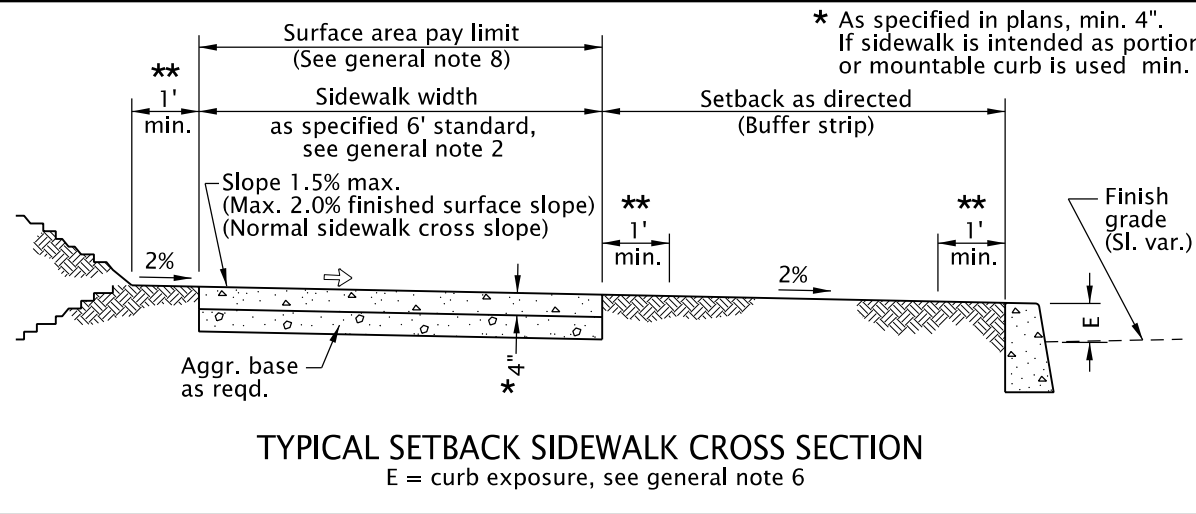 * As specified in plans, min. 4".
If sidewalk is intended as portion
or mountable curb is used min.
Surface area pay limit
(See general note 8)
**
1'
min.
Sidewalk width
as specified 6' standard,
see general note 2
Setback as directed
(Buffer strip)
Slope 1.5% max.
(Max. 2.0% finished surface slope)
(Normal sidewalk cross slope)
**
1'
min.
**
1'
min.
Finish
grade
(Sl. var.)
2%
2%
E
Aggr. base
as reqd.
*4"
TYPICAL SETBACK SIDEWALK CROSS SECTION
E = curb exposure, see general note 6